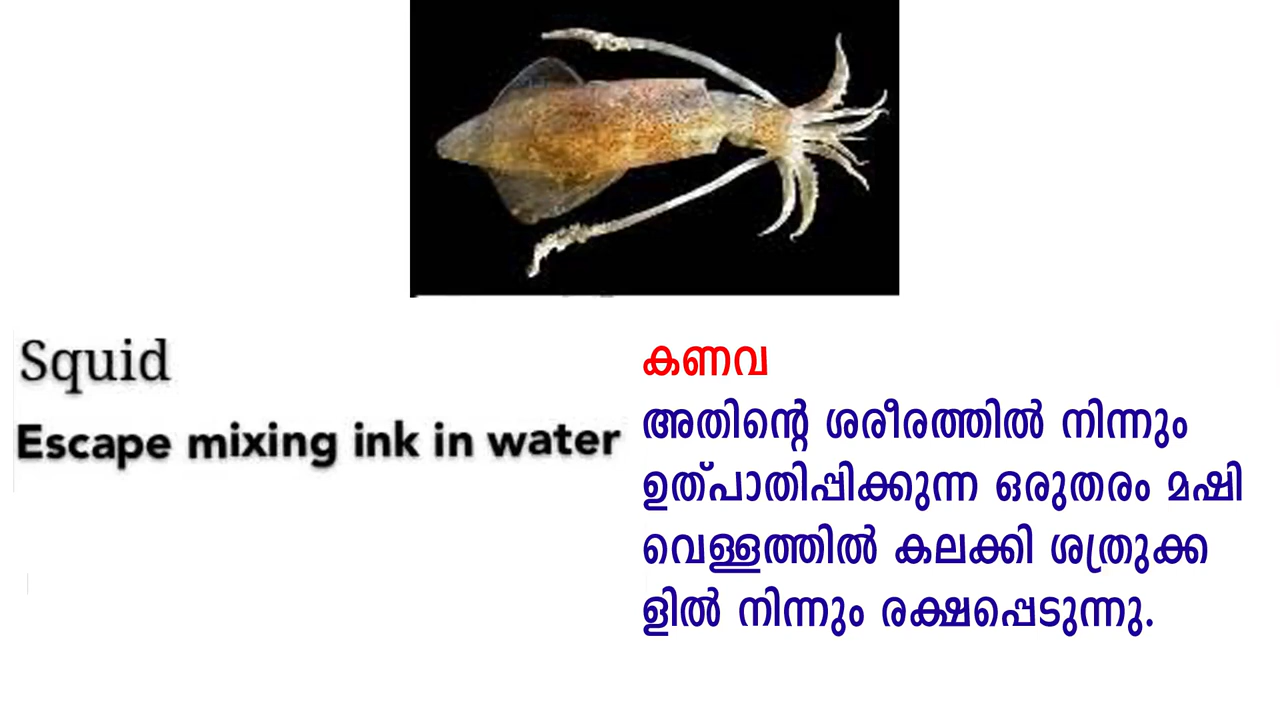 Squid
Escape mixing ink in water
കണവ
അതിന്റെ ശരീരത്തിൽ നിന്നും
ഉത്പാതിപ്പിക്കുന്ന ഒരുതരം മഷി
വെള്ളത്തിൽ കലക്കി ശത്രുക്ക
ളിൽ നിന്നും രക്ഷപ്പെടുന്നു.